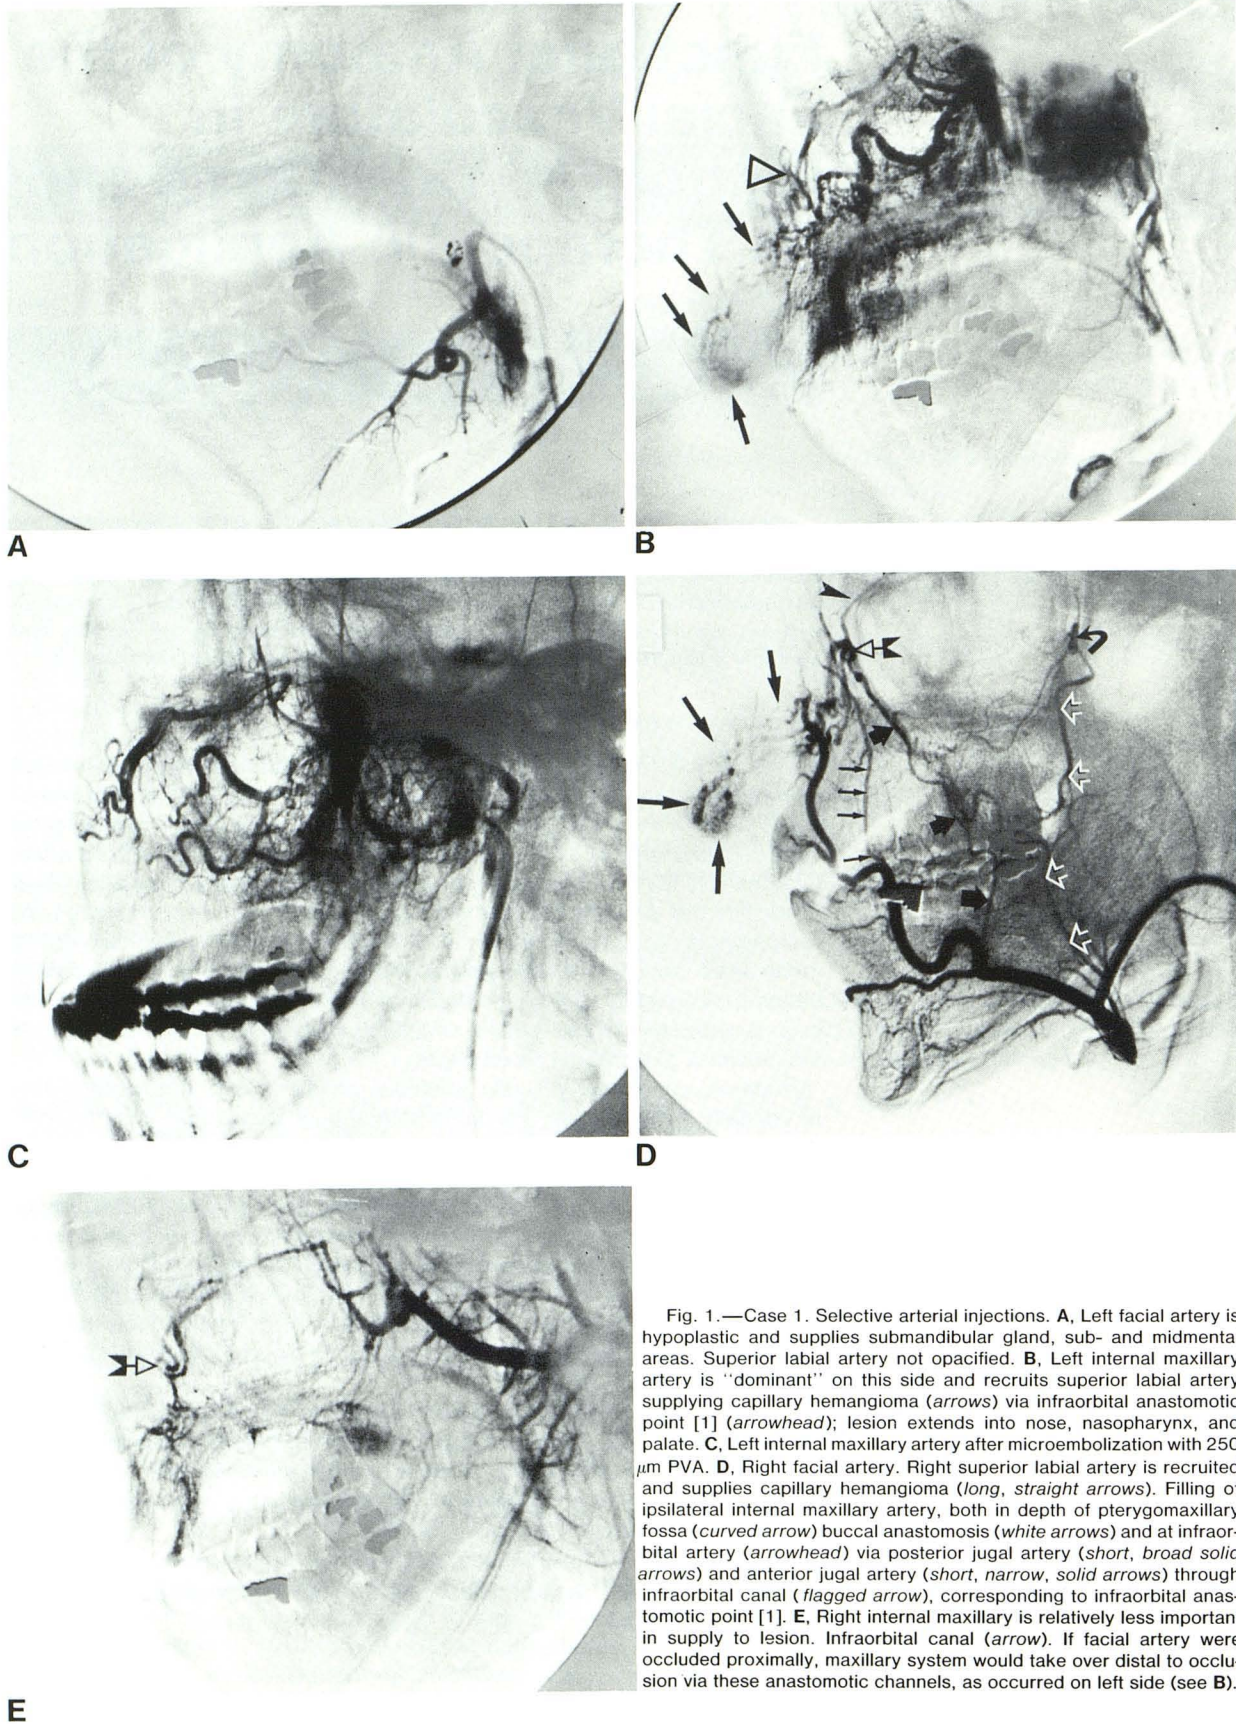 A
B
C
D
E
Fig. 1.—Case 1. Selective arterial injections. A, Left facial artery is
hypoplastic and supplies submandibular gland, sub- and midmenta
areas. Superior labial artery not opacified. B, Left internal maxillary
artery is “dominant” on this side and recruits superior labial artery
supplying capillary hemangioma (arrows) via infraorbital anastomotic
point [1] (arrowhead); lesion extends into nose, nasopharynx, and
palate. C, Left internal maxillary artery after microembolization with 250
μm PVA. D, Right facial artery. Right superior labial artery is recruited
and supplies capillary hemangioma (long, straight arrows). Filling of
ipsilateral internal maxillary artery, both in depth of pterygomaxillary
fossa (curved arrow) buccal anastomosis (white arrows) and at infraor-
bital artery (arrowhead) via posterior jugal artery (short, broad solid
arrows) and anterior jugal artery (short, narrow, solid arrows) through
infraorbital canal (flagged arrow), corresponding to infraorbital anas-
tomotic point [1]. E, Right internal maxillary is relatively less importan
in supply to lesion. Infraorbital canal (arrow). If facial artery were
occluded proximally, maxillary system would take over distal to occlu-
sion via these anastomotic channels, as occurred on left side (see B).